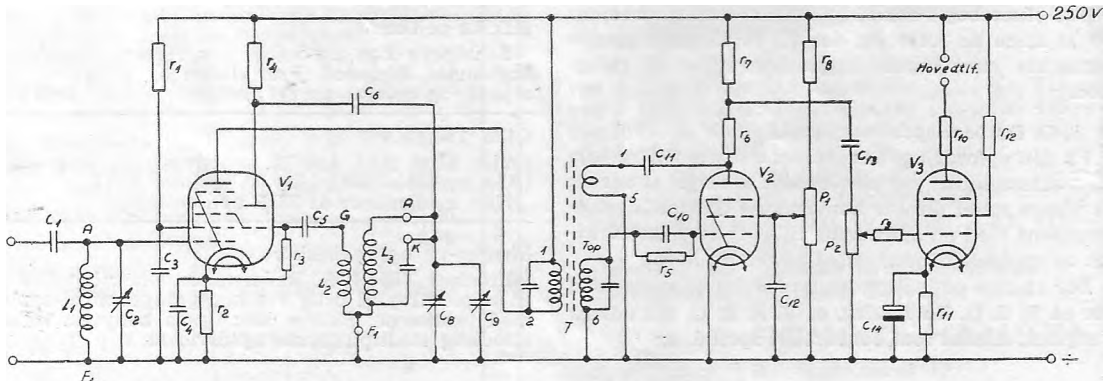 250V
r1
r4
C6
r7
r8
Hovedtlf.
r10
r12
r6
C13
V1
1
C11
V2
V3
5
P1
C1
A
C5
G
A
L3
K
C10
Top
r5
P2
r9
C3
r3
L1
C2
C4
r2
L2
F1
C8
C9
1
2
T
6
C12
C14
r11
F1
÷